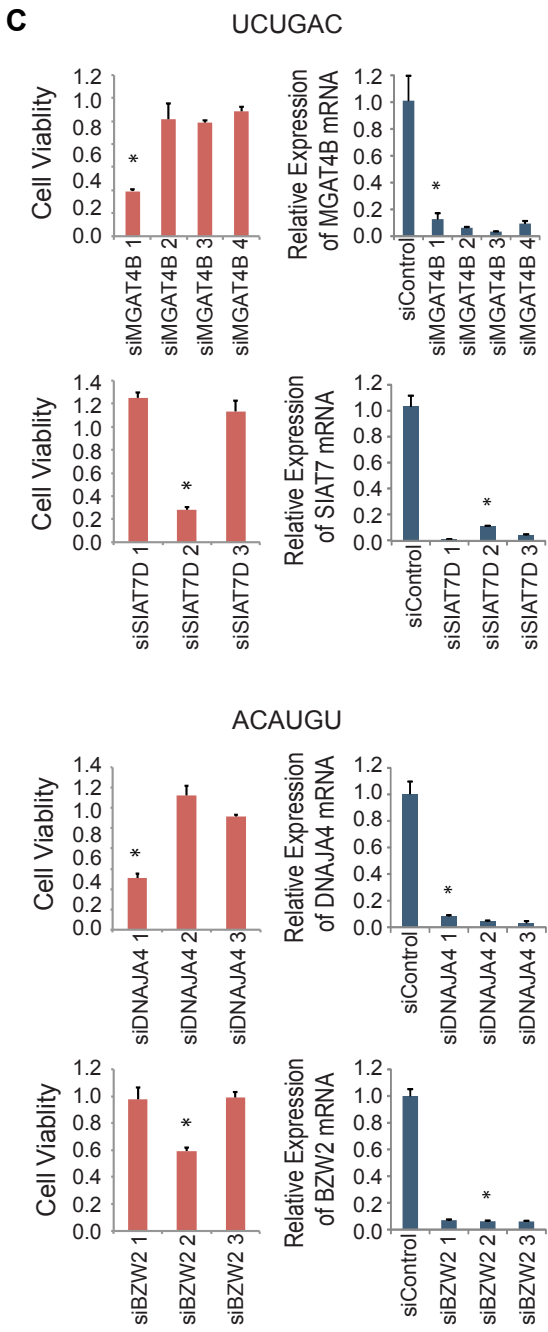 C
UCUGAC
Cell Viablity
1.2
1.0
0.8
0.6
0.4
0.2
0.0
*
siMGAT4B 1
siMGAT4B 2
siMGAT4B 3
siMGAT4B 4
Relative Expression
of MGAT4B mRNA
1.2
1.0
0.8
0.6
0.4
0.2
0.0
*
siControl
siMGAT4B 1
siMGAT4B 2
siMGAT4B 3
siMGAT4B 4
Cell Viablity
1.4
1.2
1.0
0.8
0.6
0.4
0.2
0.0
*
siSIAT7D 1
siSIAT7D 2
siSIAT7D 3
Relative Expression
of SIAT7 mRNA
1.2
1.0
0.8
0.6
0.4
0.2
0.0
*
siControl
siSIAT7D 1
siSIAT7D 2
siSIAT7D 3
ACAUGU
Cell Viablity
1.4
1.2
1.0
0.8
0.6
0.4
0.2
0.0
*
siDNAJA4 1
siDNAJA4 2
siDNAJA4 3
Relative Expression
of DNAJA4 mRNA
1.2
1.0
0.8
0.6
0.4
0.2
0.0
*
siControl
siDNAJA4 1
siDNAJA4 2
siDNAJA4 3
Cell Viablity
1.2
1.0
0.8
0.6
0.4
0.2
0.0
*
siBZW2 1
siBZW2 2
siBZW2 3
Relative Expression
of BZW2 mRNA
1.2
1.0
0.8
0.6
0.4
0.2
0.0
*
siControl
siBZW2 1
siBZW2 2
siBZW2 3